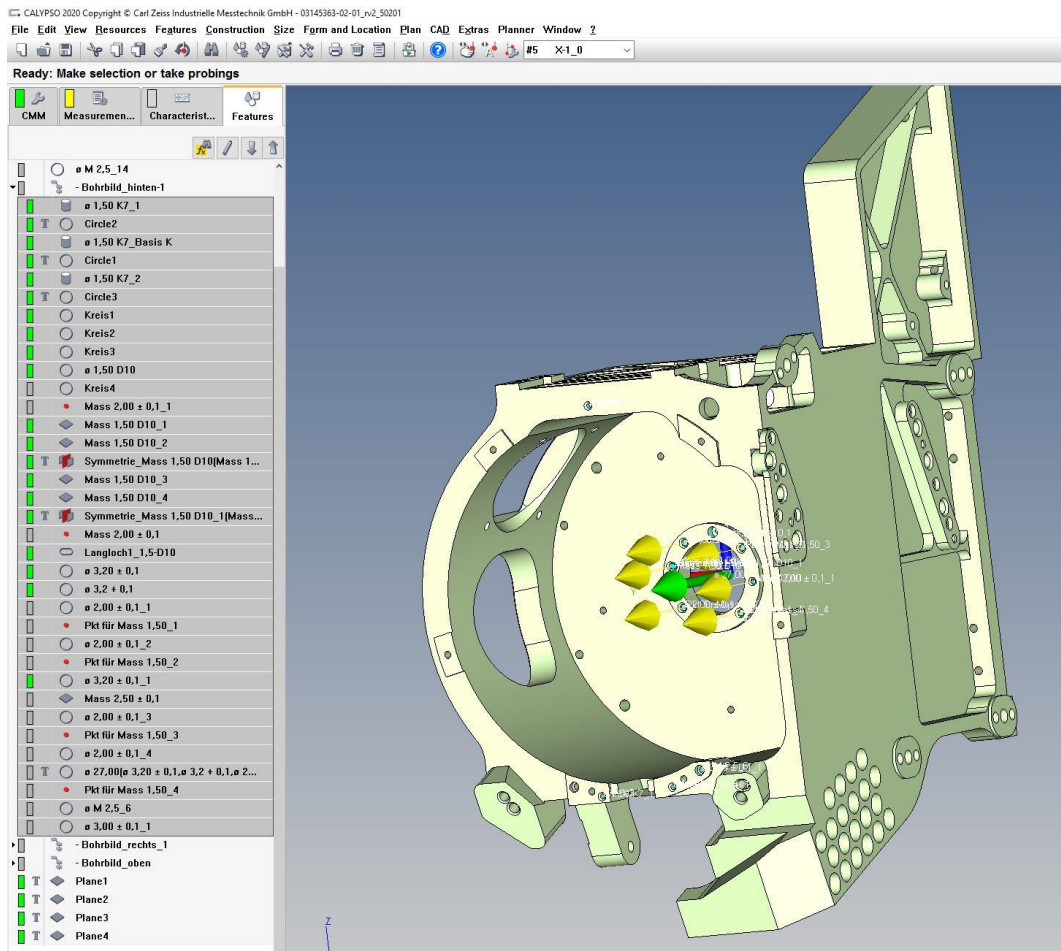 CALYPSO 2020 Copyright © Carl Zeiss Industrielle Messtechnik GmbH - 03145363-02-01_rv2_50201
File Edit View Resources Features Construction Size Form and Location Plan CAD Extras Planner Window ?
#5 X-1_0
Ready: Make selection or take probings
CMM Measuremen... Characterist... Features
ø M 2,5_14
- Bohrbild_hinten-1
ø 1,50 K7_1
T Circle2
ø 1,50 K7_Basis K
T Circle1
ø 1,50 K7_2
T Circle3
Kreis1
Kreis2
Kreis3
ø 1,50 D10
Kreis4
Mass 2,00 ± 0,1_1
Mass 1,50 D10_1
Mass 1,50 D10_2
T Symmetrie_Mass 1,50 D10(Mass 1...
Mass 1,50 D10_3
Mass 1,50 D10_4
T Symmetrie_Mass 1,50 D10_1(Mass...
Mass 2,00 ± 0,1
Langloch1_1,5-D10
ø 3,20 ± 0,1
ø 3,2 + 0,1
ø 2,00 ± 0,1_1
Pkt für Mass 1,50_1
ø 2,00 ± 0,1_2
Pkt für Mass 1,50_2
ø 3,20 ± 0,1_1
Mass 2,50 ± 0,1
ø 2,00 ± 0,1_3
Pkt für Mass 1,50_3
ø 2,00 ± 0,1_4
T ø 27,00(ø 3,20 ± 0,1,ø 3,2 + 0,1,ø 2...
Pkt für Mass 1,50_4
ø M 2,5_6
ø 3,00 ± 0,1_1
- Bohrbild_rechts_1
- Bohrbild_oben
T Plane1
T Plane2
T Plane3
T Plane4
Z